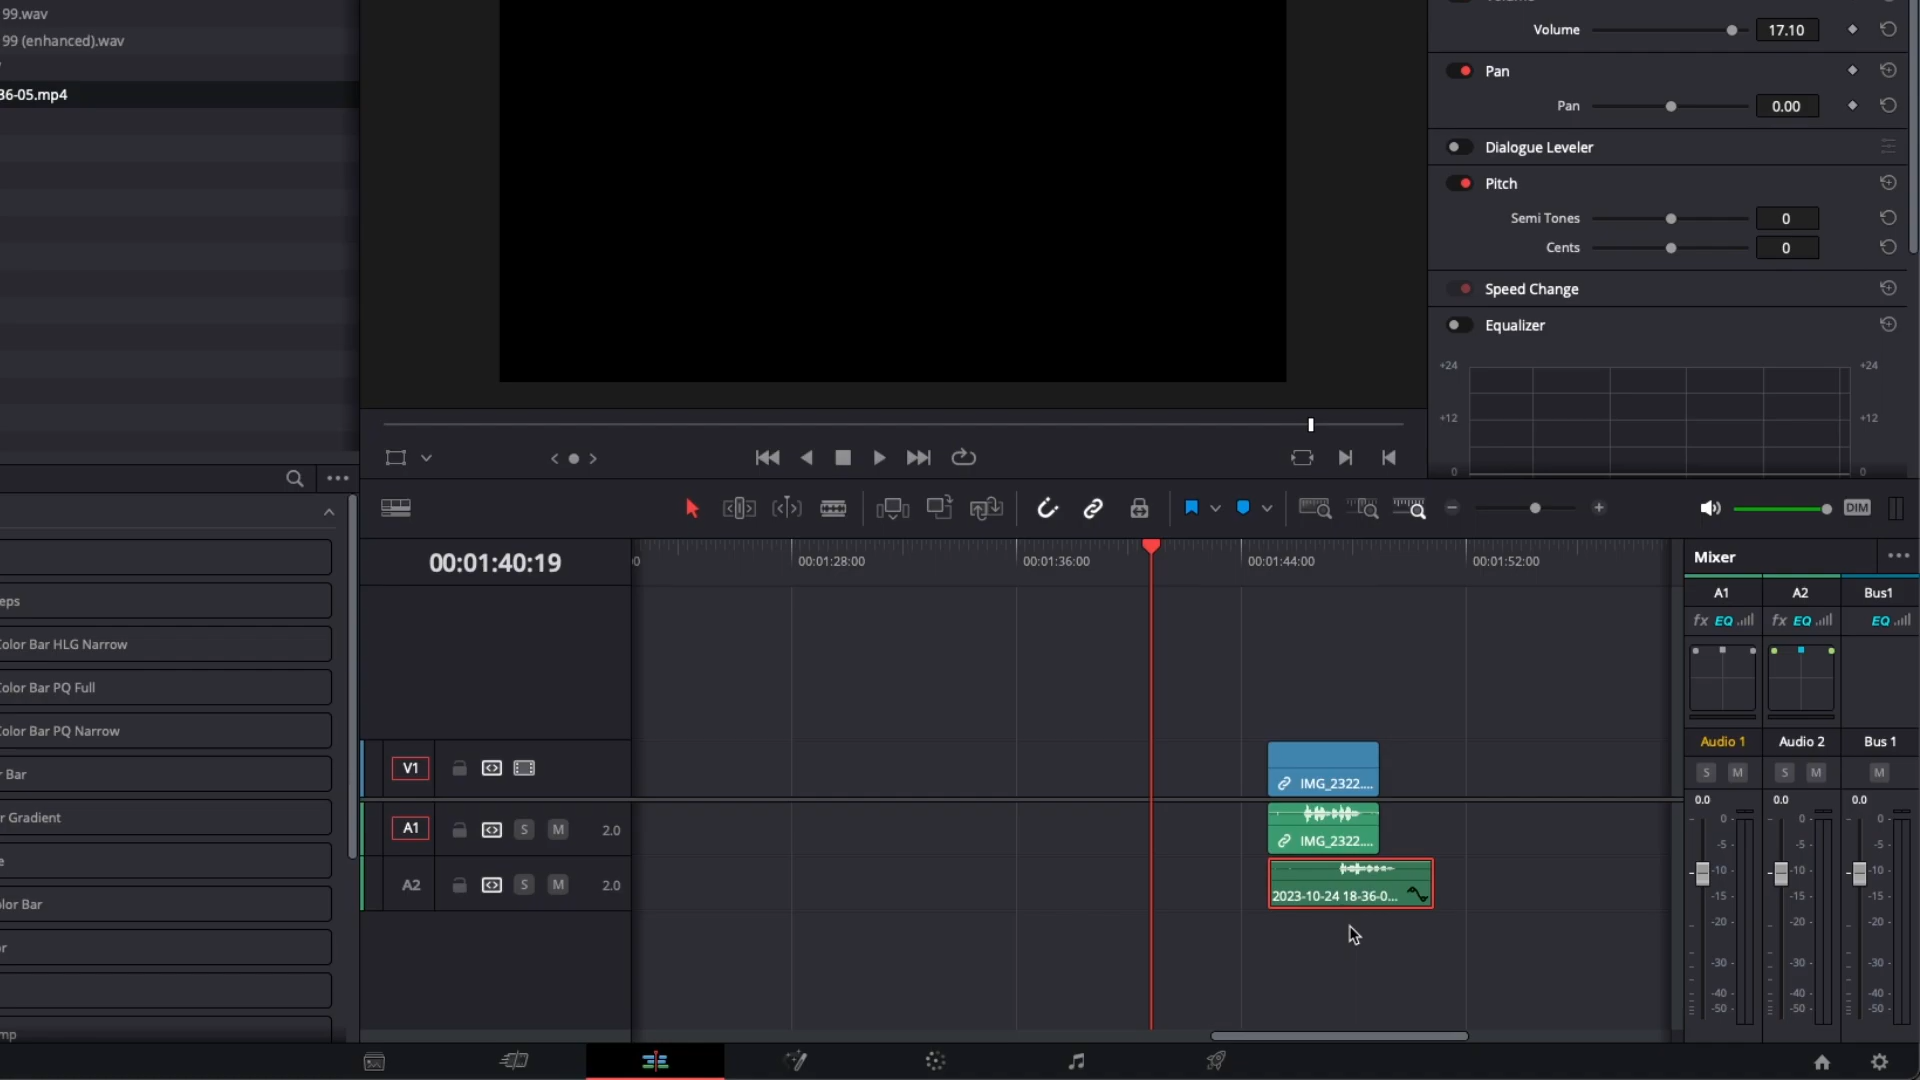 99.wav
99 (enhanced).wav
36-05.mp4
Volume
Volume 17.10
Pan
Pan 0.00
Dialogue Leveler
Pitch
Semi Tones 0
Cents 0
Speed Change
Equalizer
+24 +24
+12 +12
0 0
DIM
00:01:40:19
00:01:28:00 00:01:36:00 00:01:44:00 00:01:52:00
Mixer
A1 A2 Bus1
fx EQ fx EQ EQ
eps
Color Bar HLG Narrow
Color Bar PQ Full
Color Bar PQ Narrow
r Bar
r Gradient
e
olor Bar
or
mp
V1
IMG_2322....
A1 S M 2.0
IMG_2322....
A2 S M 2.0
2023-10-24 18-36-0...
Audio 1 Audio 2 Bus 1
S M S M M
0.0 0.0 0.0
0 0 0
-5 -5 -5
-10 -10 -10
-15 -15 -15
-20 -20 -20
-30 -30 -30
-40 -40 -40
-50 -50 -50